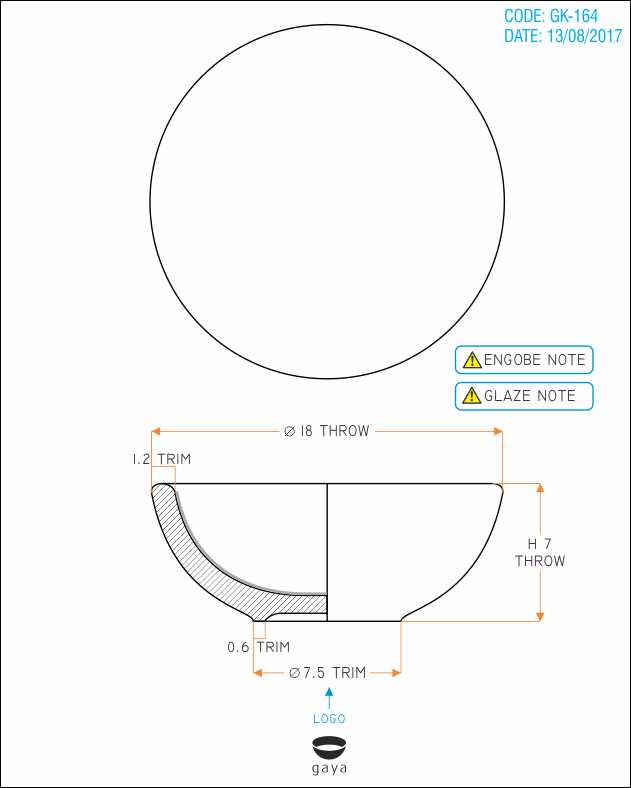 CODE: GK-164
DATE: 13/08/2017
ENGOBE NOTE
GLAZE NOTE
⌀ 18 THROW
1.2 TRIM
H 7
THROW
0.6 TRIM
⌀ 7.5 TRIM
LOGO
gaya